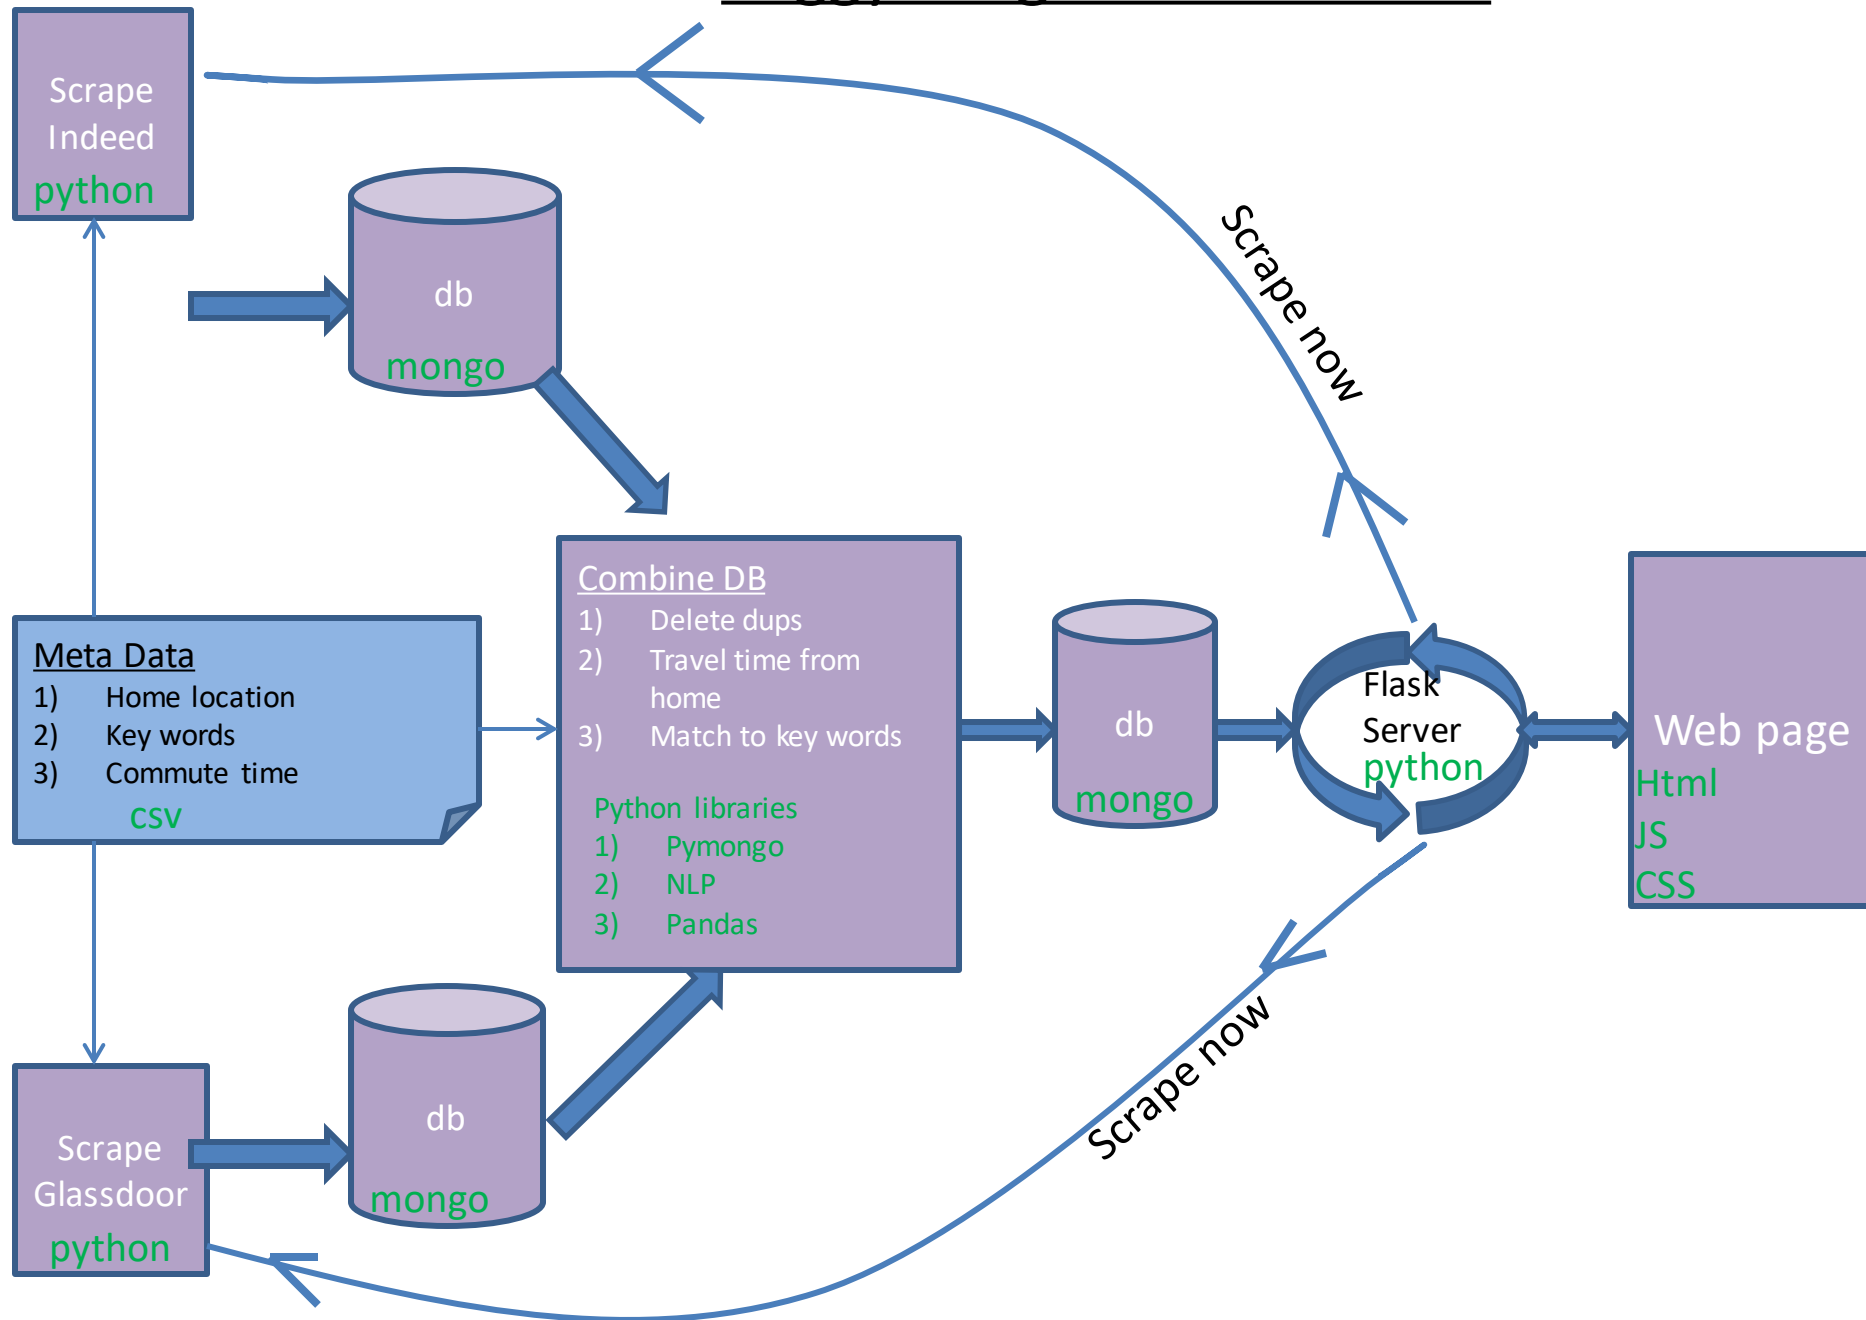 Scrape
Indeed
python
db
mongo
Scrape now
Meta Data
1) Home location
2) Key words
3) Commute time
csv
Combine DB
1) Delete dups
2) Travel time from
home
3) Match to key words
Python libraries
1) Pymongo
2) NLP
3) Pandas
db
mongo
Flask
Server
python
Web page
Html
JS
CSS
Scrape
Glassdoor
python
db
mongo
Scrape now